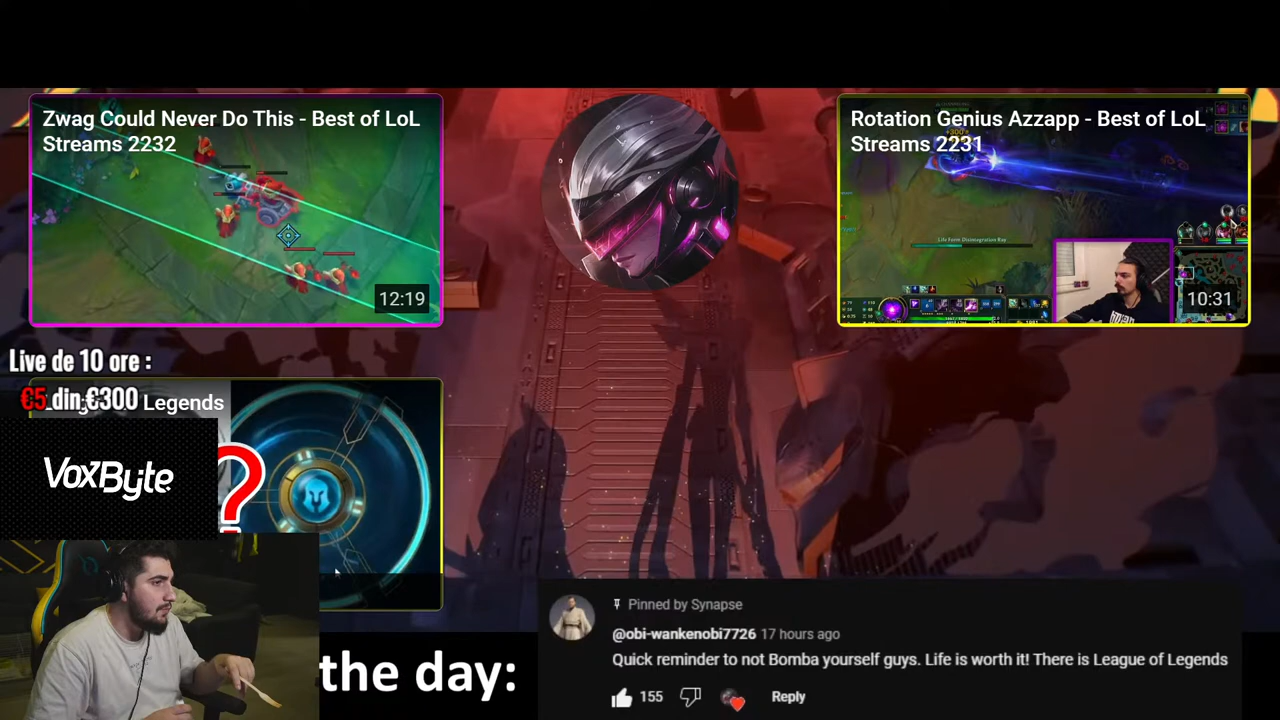 Zwag Could Never Do This - Best of LoL
Streams 2232
12:19
Rotation Genius Azzapp - Best of LoL
Streams 2231
10:31
Live de 10 ore :
€5 din €300
Legends
VoxByte
?
the day:
Pinned by Synapse
@obi-wankenobi7726 17 hours ago
Quick reminder to not Bomba yourself guys. Life is worth it! There is League of Legends
155
Reply